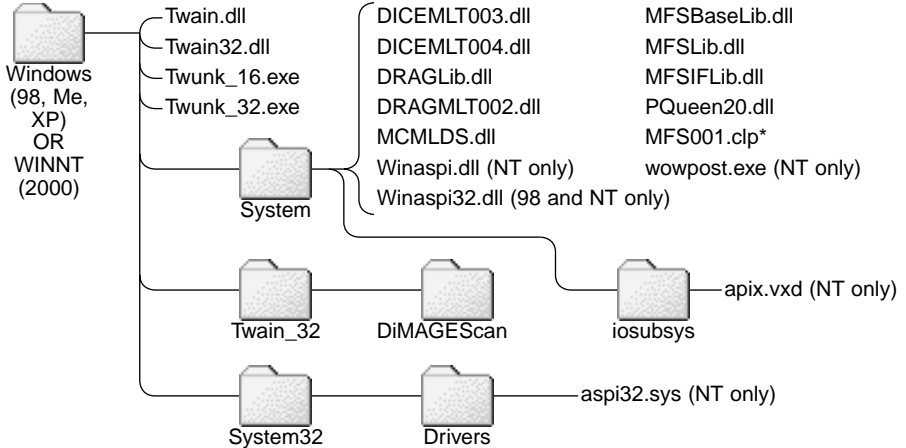 Twain.dll
Twain32.dll
Twunk_16.exe
Twunk_32.exe
Windows
(98, Me,
XP)
OR
WINNT
(2000)
DICEMLT003.dll
DICEMLT004.dll
DRAGLib.dll
DRAGMLT002.dll
MCMLDS.dll
Winaspi.dll (NT only)
Winaspi32.dll (98 and NT only)
MFSBaseLib.dll
MFSLib.dll
MFSIFLib.dll
PQueen20.dll
MFS001.clp*
wowpost.exe (NT only)
System
Twain_32
DiMAGEScan
iosubsys
apix.vxd (NT only)
System32
Drivers
aspi32.sys (NT only)